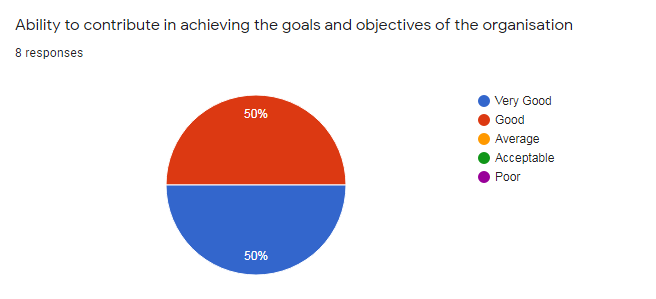 Ability to contribute in achieving the goals and objectives of the organisation
8 responses
50%
50%
Very Good
Good
Average
Acceptable
Poor